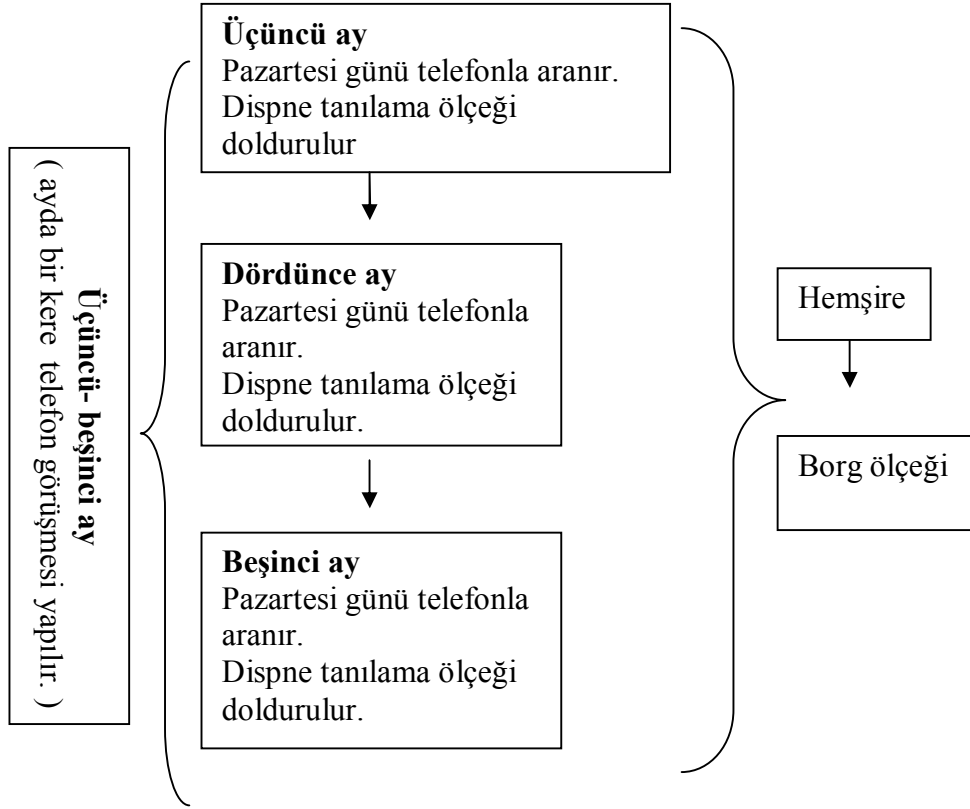 Üçüncü- beşinci ay
( ayda bir kere telefon görüşmesi yapılır. )
Üçüncü ay
Pazartesi günü telefonla aranır.
Dispne tanılama ölçeği
doldurulur
Dördünce ay
Pazartesi günü telefonla
aranır.
Dispne tanılama ölçeği
doldurulur.
Beşinci ay
Pazartesi günü telefonla
aranır.
Dispne tanılama ölçeği
doldurulur.
Hemşire
Borg ölçeği